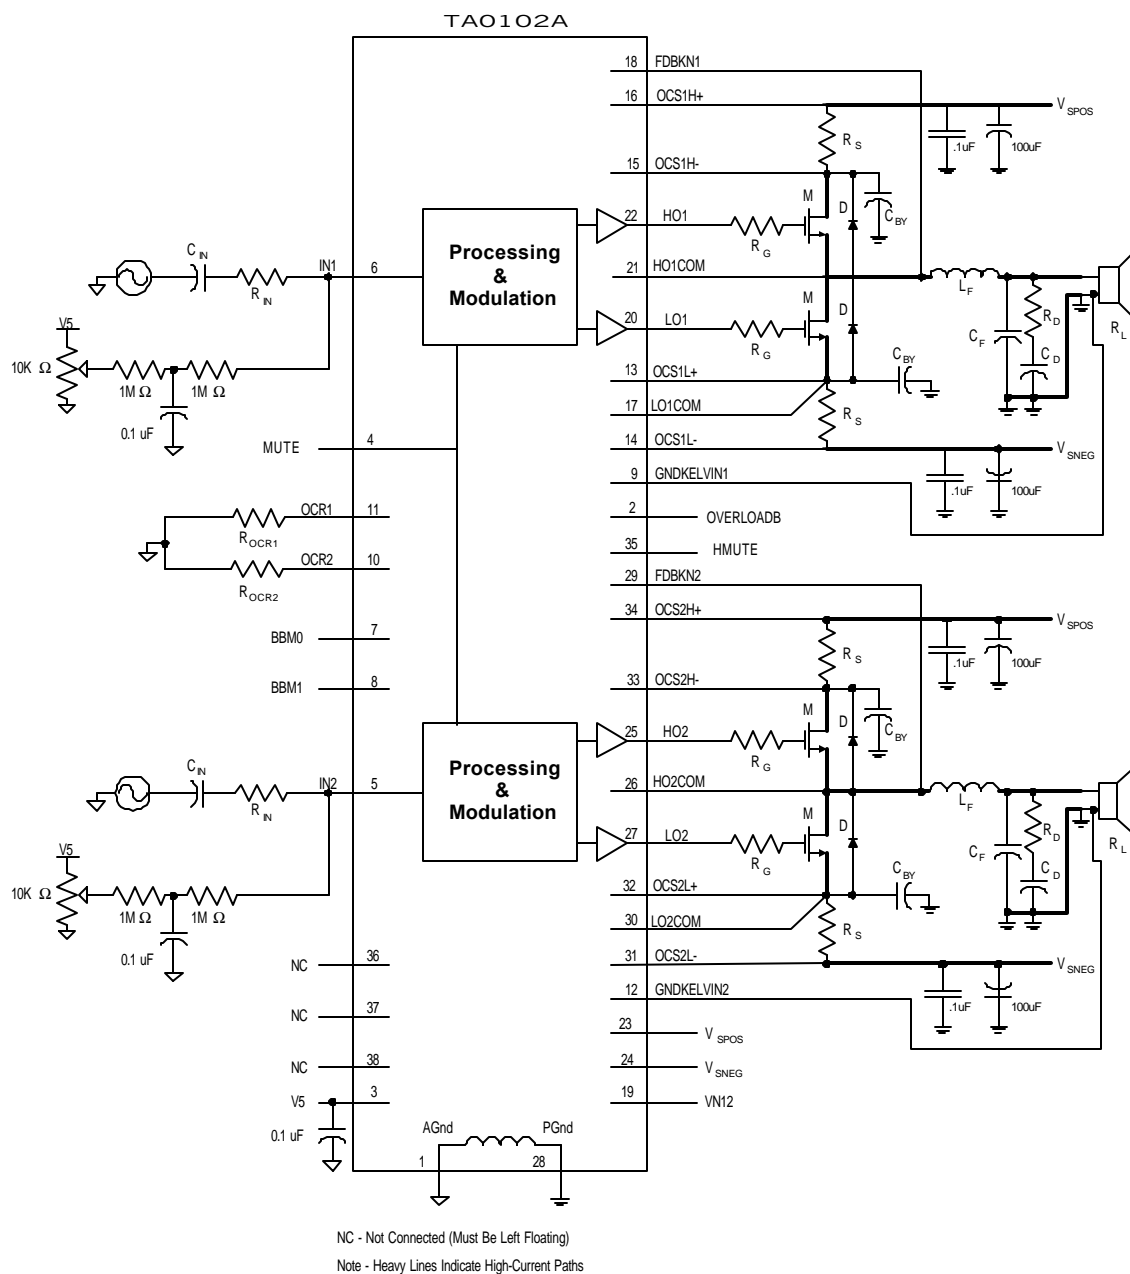 TA0102A
18 FDBKN1
16 OCS1H+
V SPOS
R S
.1uF
100uF
15 OCS1H-
M
D
C BY
22 HO1
R G
Processing
&
Modulation
C IN
R IN
IN1
6
21 HO1COM
L F
20 LO1
M
D
R G
C F
R D
C D
R L
V5
10K Ω
1M Ω
1M Ω
0.1 uF
13 OCS1L+
C BY
17 LO1COM
R S
MUTE
4
14 OCS1L-
V SNEG
.1uF
100uF
9 GNDKELVIN1
OCR1
11
R OCR1
2
OVERLOADB
35
HMUTE
OCR2
10
R OCR2
29 FDBKN2
34 OCS2H+
V SPOS
R S
.1uF
100uF
BBM0
7
BBM1
8
33 OCS2H-
M
D
C BY
25 HO2
R G
Processing
&
Modulation
C IN
R IN
IN2
5
26 HO2COM
L F
27 LO2
M
D
R G
C F
R D
C D
R L
V5
10K Ω
1M Ω
1M Ω
0.1 uF
32 OCS2L+
C BY
30 LO2COM
R S
NC
36
31 OCS2L-
V SNEG
.1uF
100uF
12 GNDKELVIN2
NC
37
23
V SPOS
NC
38
24
V SNEG
V5
3
19
VN12
0.1 uF
AGnd
PGnd
1
28
NC - Not Connected (Must Be Left Floating)
Note - Heavy Lines Indicate High-Current Paths